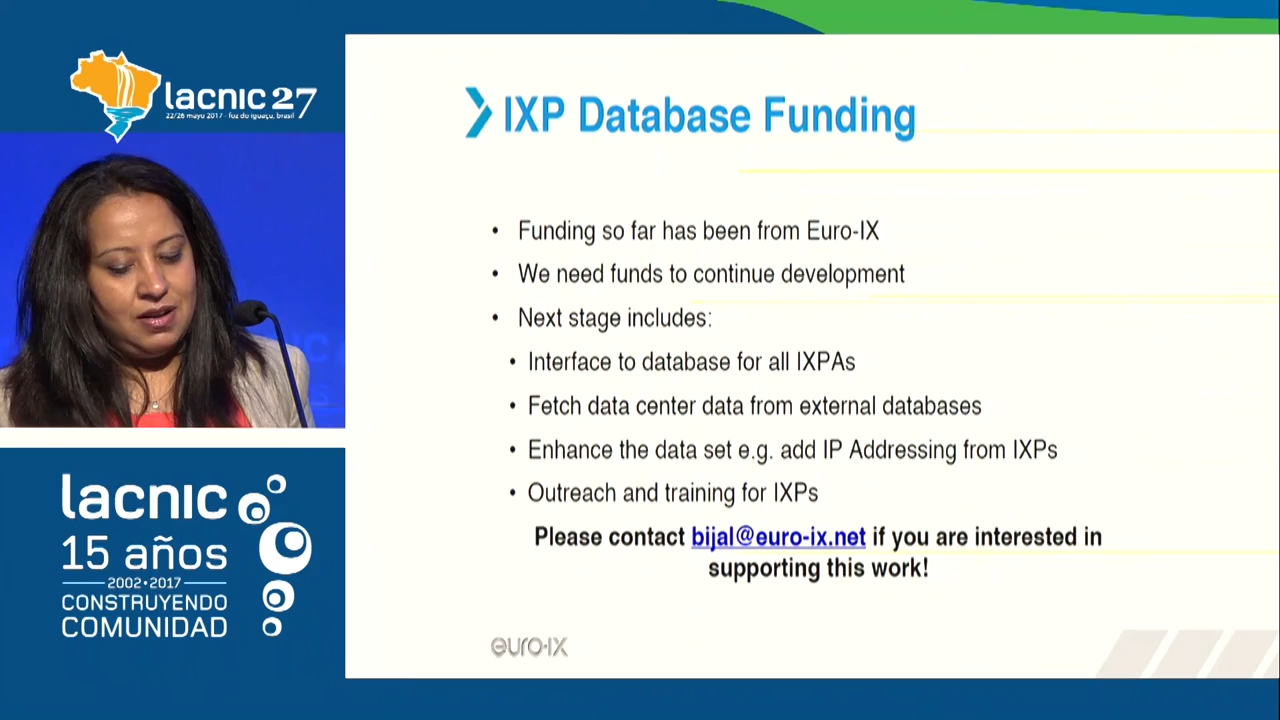 lacnic 27
22/26 mayo 2017 - foz do iguaçu, brasil
IXP Database Funding
• Funding so far has been from Euro-IX
• We need funds to continue development
• Next stage includes:
• Interface to database for all IXPAs
• Fetch data center data from external databases
• Enhance the data set e.g. add IP Addressing from IXPs
• Outreach and training for IXPs
Please contact bijal@euro-ix.net if you are interested in
supporting this work!
euro-ix
lacnic
15 años
2002•2017
CONSTRUYENDO
COMUNIDAD